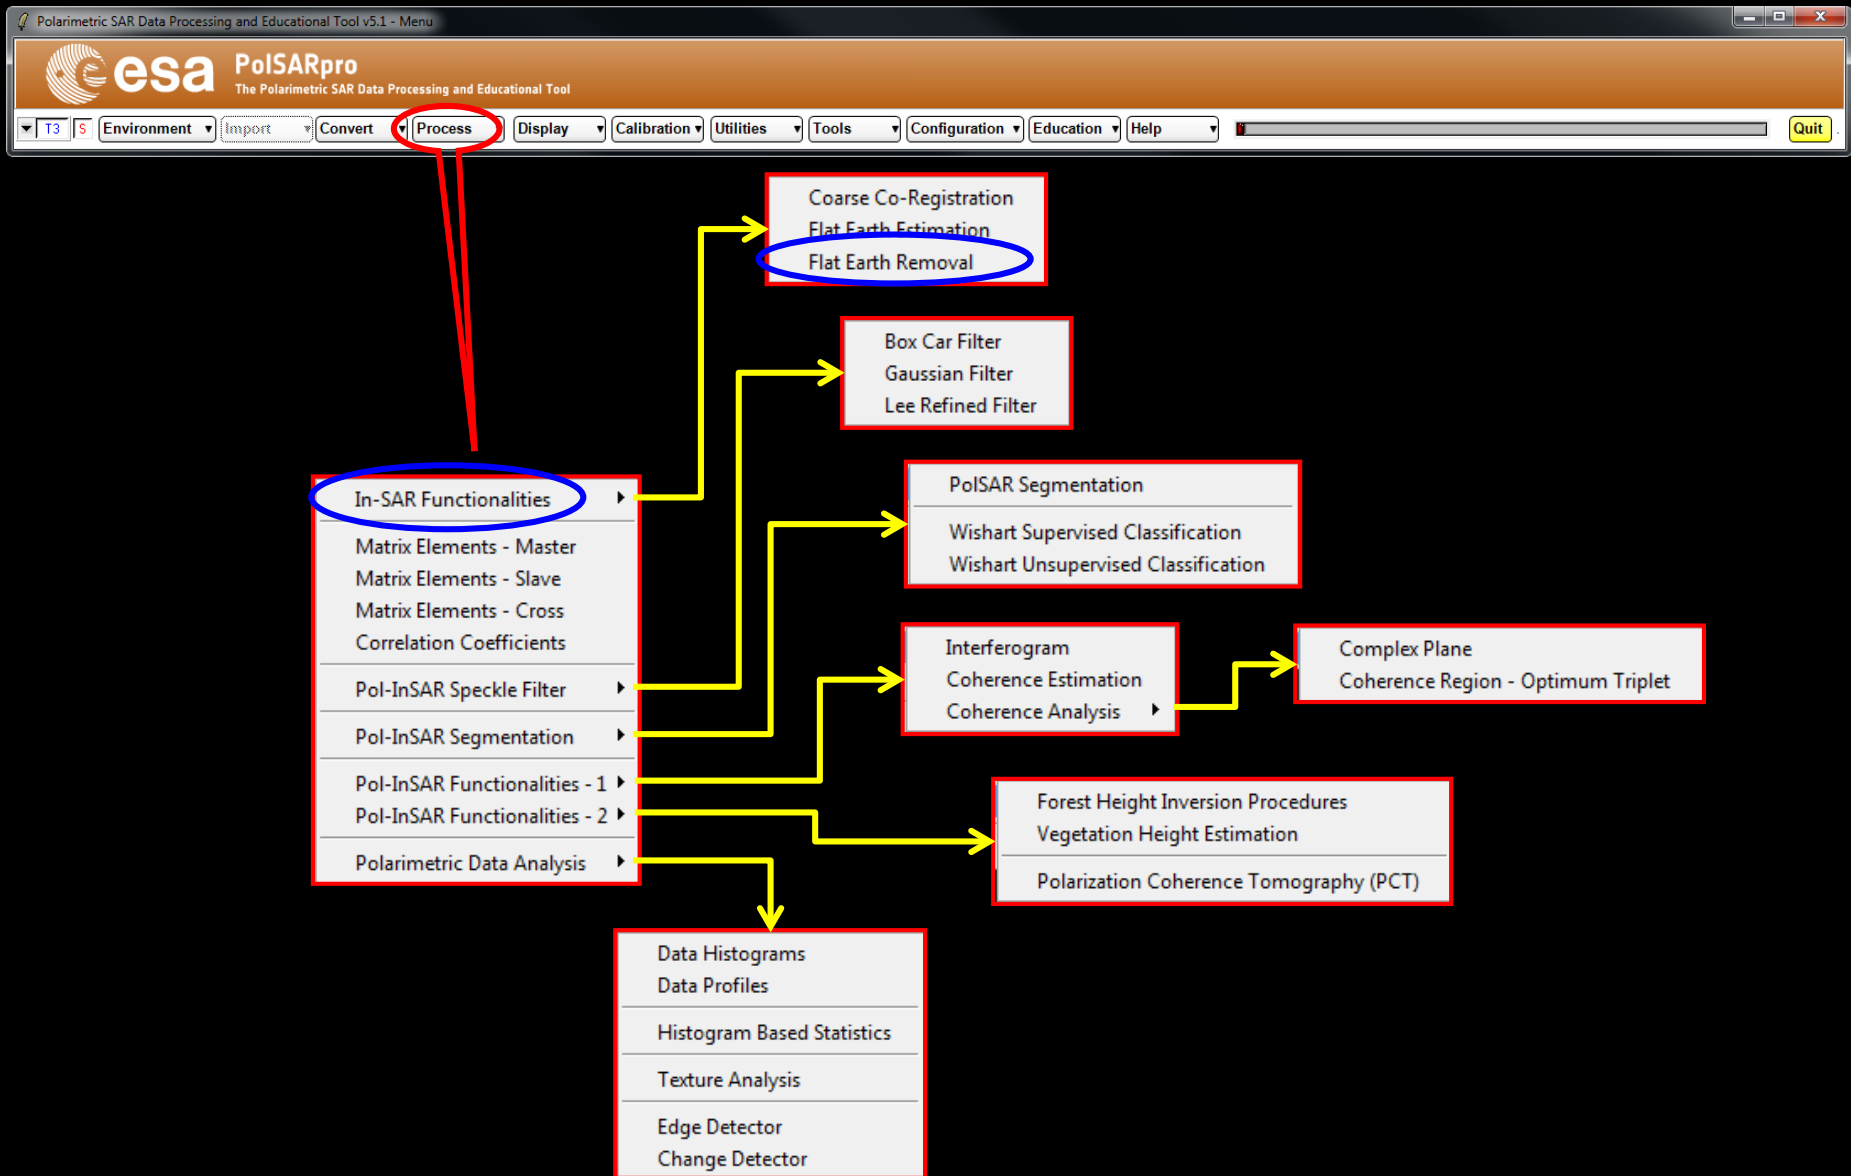 Polarimetric SAR Data Processing and Educational Tool v5.1 - Menu
esa
PolSARpro
The Polarimetric SAR Data Processing and Educational Tool
T3 S Environment Import Convert Process Display Calibration Utilities Tools Configuration Education Help Quit
Coarse Co-Registration
Flat Earth Estimation
Flat Earth Removal
Box Car Filter
Gaussian Filter
Lee Refined Filter
In-SAR Functionalities
Matrix Elements - Master
Matrix Elements - Slave
Matrix Elements - Cross
Correlation Coefficients
Pol-InSAR Speckle Filter
Pol-InSAR Segmentation
Pol-InSAR Functionalities - 1
Pol-InSAR Functionalities - 2
Polarimetric Data Analysis
PolSAR Segmentation
Wishart Supervised Classification
Wishart Unsupervised Classification
Interferogram
Coherence Estimation
Coherence Analysis
Complex Plane
Coherence Region - Optimum Triplet
Forest Height Inversion Procedures
Vegetation Height Estimation
Polarization Coherence Tomography (PCT)
Data Histograms
Data Profiles
Histogram Based Statistics
Texture Analysis
Edge Detector
Change Detector